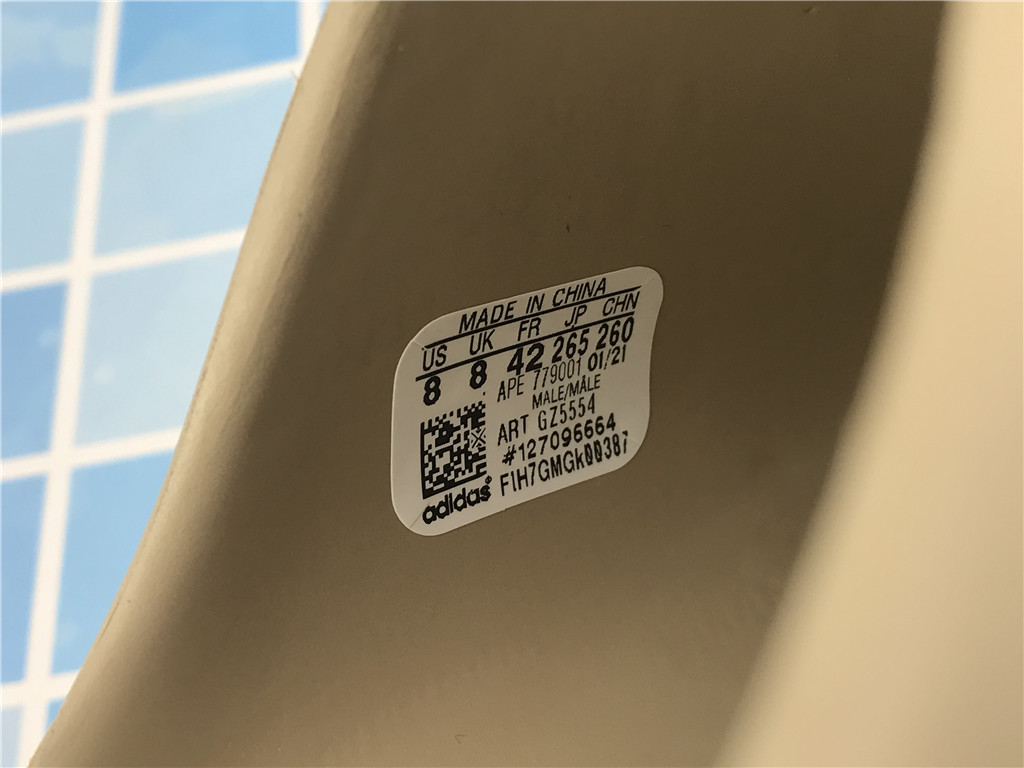 MADE IN CHINA
US UK FR JP CHN
8 8 42 265 260
APE 779001 01/21
MALE/MÂLE
ART GZ5554
#127096664
FIH7GMGk00387
adidas®